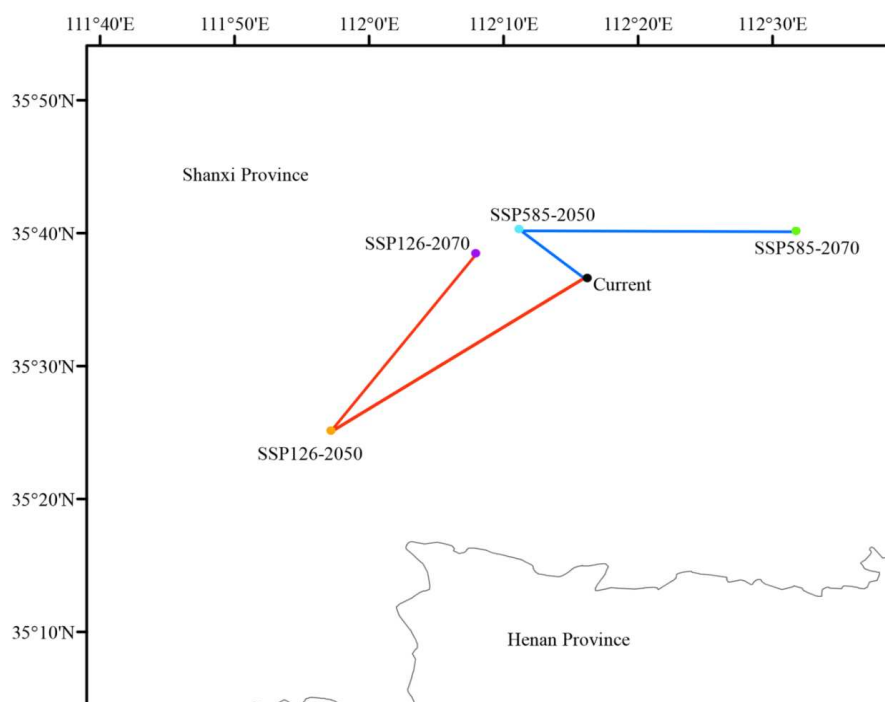 111°40'E
111°50'E
112°0'E
112°10'E
112°20'E
112°30'E
35°50'N
Shanxi Province
SSP585-2050
35°40'N
SSP126-2070
SSP585-2070
Current
35°30'N
SSP126-2050
35°20'N
35°10'N
Henan Province